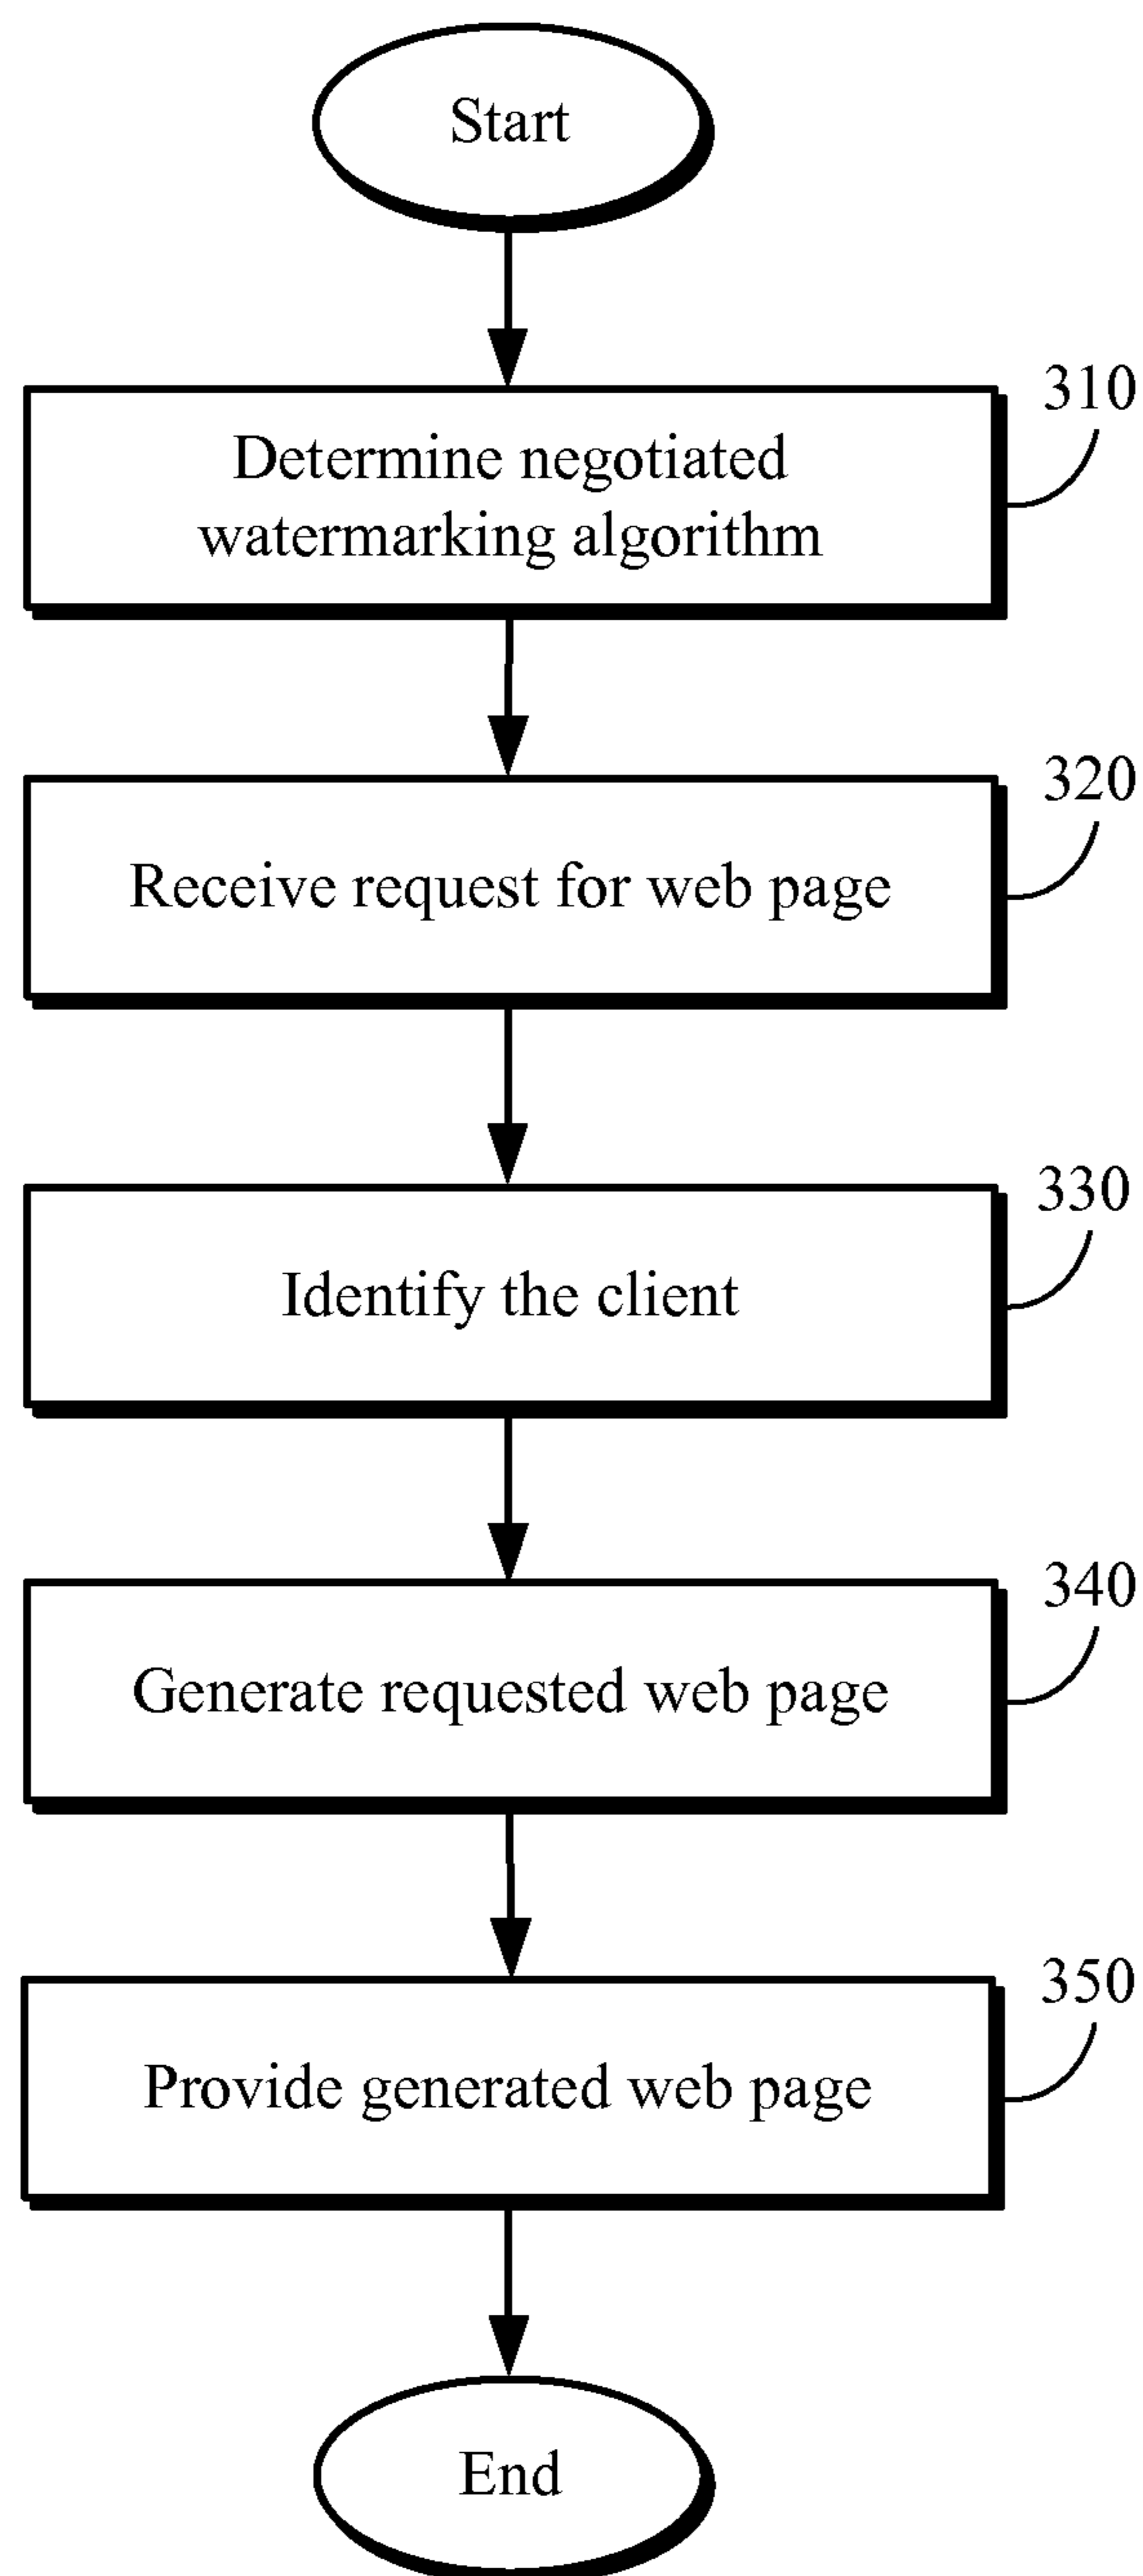 Start
310
Determine negotiated
watermarking algorithm
320
Receive request for web page
330
Identify the client
340
Generate requested web page
350
Provide generated web page
End